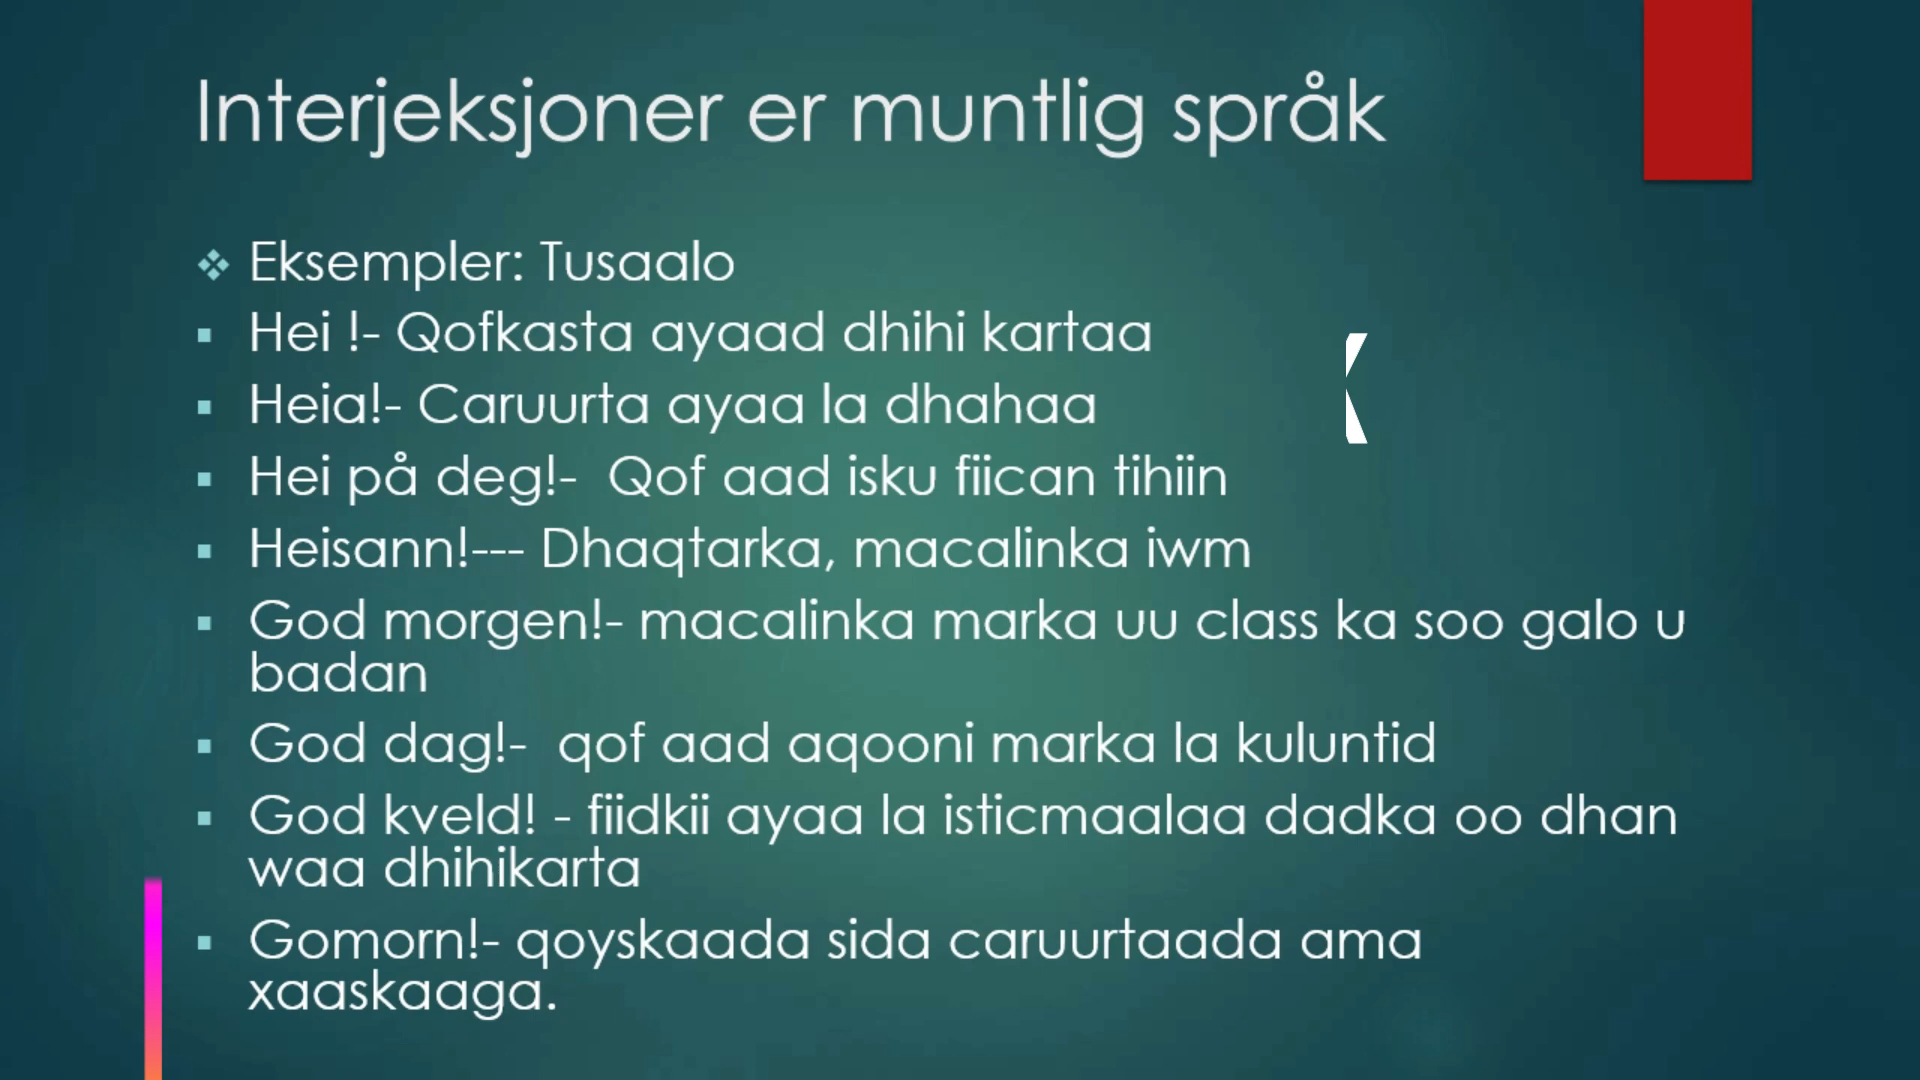 Interjeksjoner er muntlig språk
Eksempler: Tusaalo
Hei !- Qofkasta ayaad dhihi kartaa
Heia!- Caruurta ayaa la dhahaa
Hei på deg!-  Qof aad isku fiican tihiin
Heisann!--- Dhaqtarka, macalinka iwm
God morgen!- macalinka marka uu class ka soo galo u
badan
God dag!-  qof aad aqooni marka la kuluntid
God kveld! - fiidkii ayaa la isticmaalaa dadka oo dhan
waa dhihikarta
Gomorn!- qoyskaada sida caruurtaada ama
xaaskaaga.